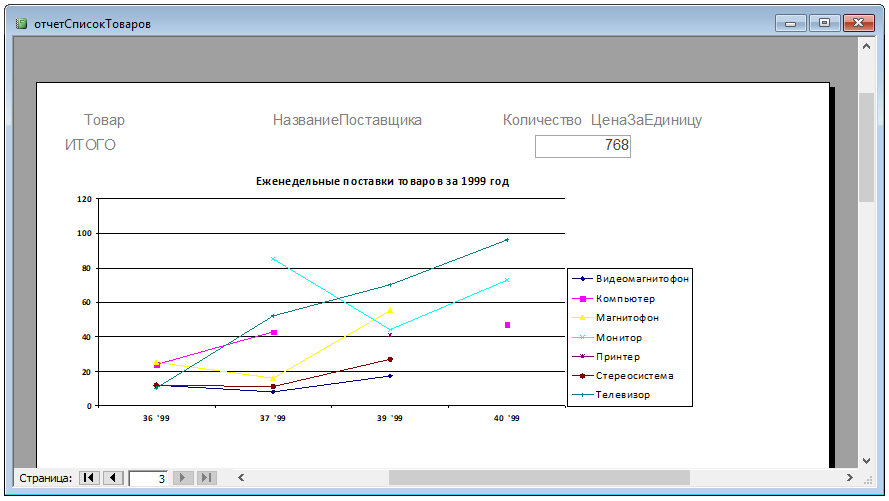 отчетСписокТоваров
Товар НазваниеПоставщика Количество ЦенаЗаЕдиницу
ИТОГО 768
Еженедельные поставки товаров за 1999 год
120
100
80
60
40
20
0
36 '99 37 '99 39 '99 40 '99
Видеомагнитофон
Компьютер
Магнитофон
Монитор
Принтер
Стереосистема
Телевизор
Страница: 3